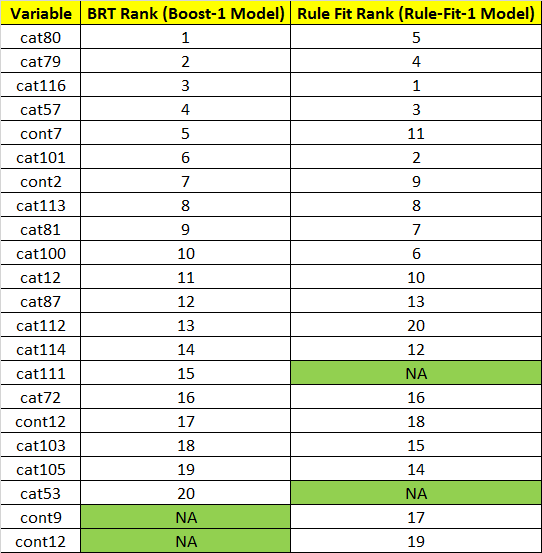 Variable BRT Rank (Boost-1 Model) Rule Fit Rank (Rule-Fit-1 Model)
cat80 1 5
cat79 2 4
cat116 3 1
cat57 4 3
cont7 5 11
cat101 6 2
cont2 7 9
cat113 8 8
cat81 9 7
cat100 10 6
cat12 11 10
cat87 12 13
cat112 13 20
cat114 14 12
cat111 15 NA
cat72 16 16
cont12 17 18
cat103 18 15
cat105 19 14
cat53 20 NA
cont9 NA 17
cont12 NA 19